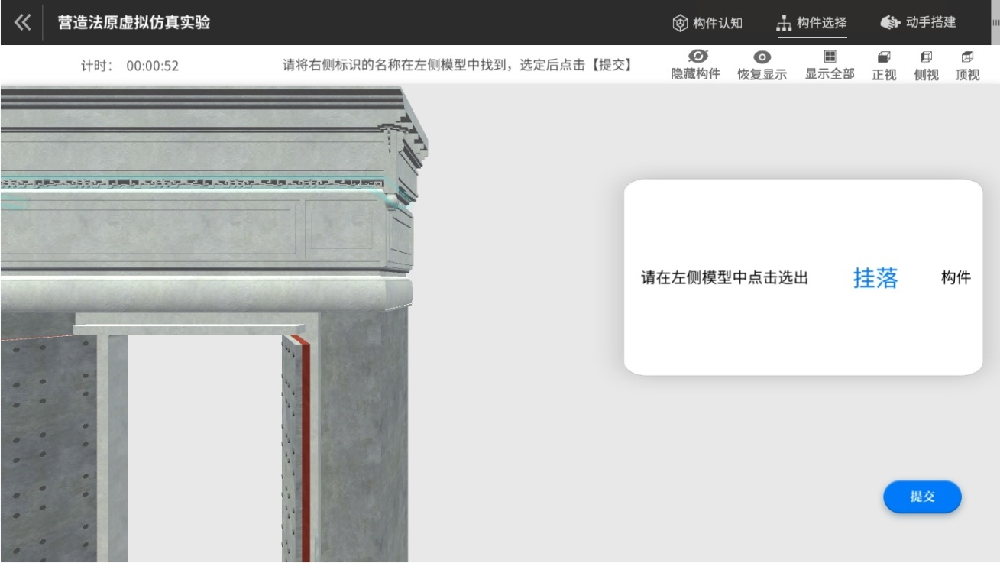 营造法原虚拟仿真实验
构件认知
构件选择
动手搭建
计时： 00:00:52
请将右侧标识的名称在左侧模型中找到，选定后点击【提交】
隐藏构件
恢复显示
显示全部
正视
侧视
顶视
请在左侧模型中点击选出 挂落 构件
提交